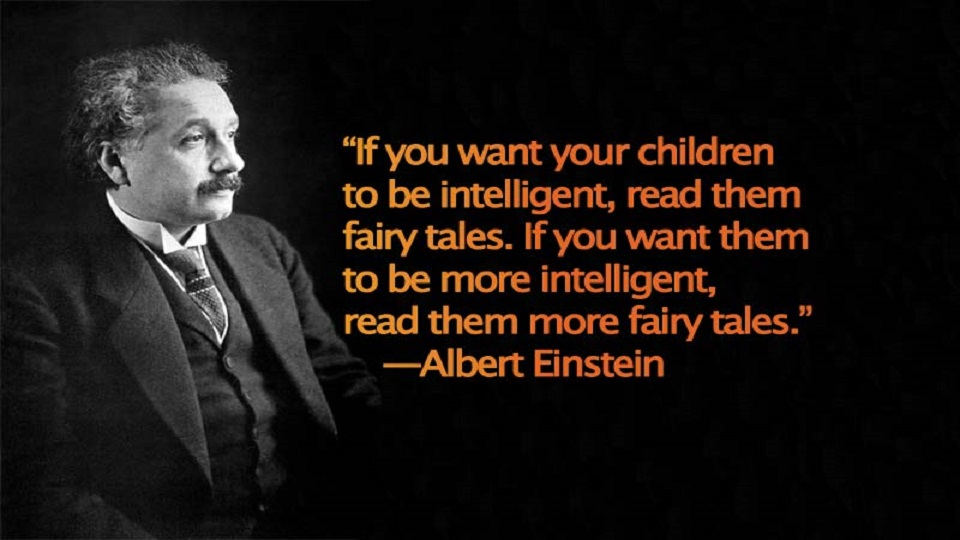 “If you want your children
to be intelligent, read them
fairy tales. If you want them
to be more intelligent,
read them more fairy tales.”
—Albert Einstein